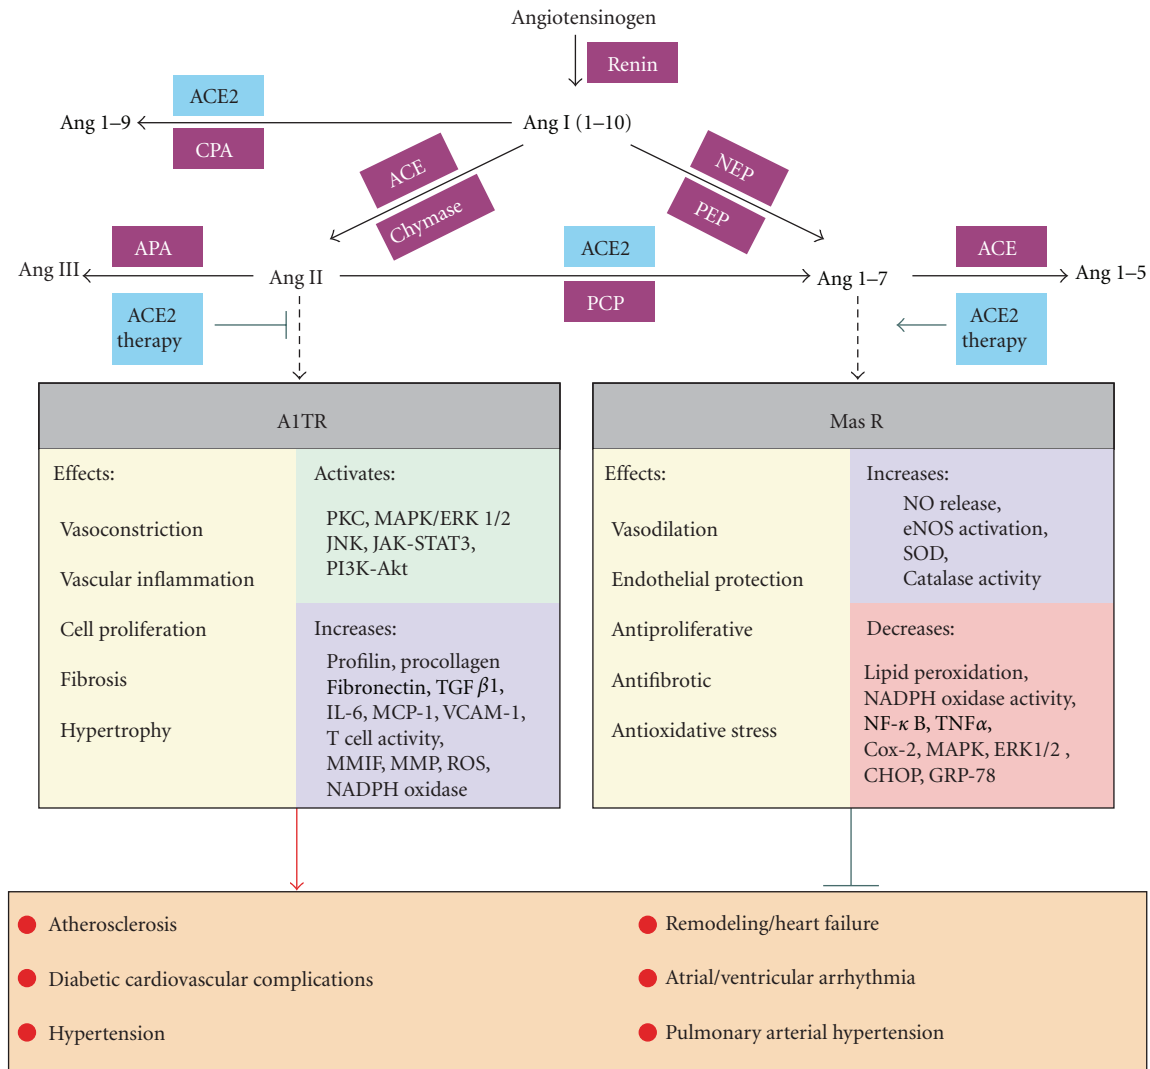 Angiotensinogen
Renin
ACE2
Ang 1–9
Ang I (1–10)
CPA
ACE
Chymase
NEP
PEP
APA
ACE2
ACE
Ang III
Ang II
Ang 1–7
Ang 1–5
PCP
ACE2
therapy
ACE2
therapy
A1TR
Effects:
Vasoconstriction
Vascular inflammation
Cell proliferation
Fibrosis
Hypertrophy
Activates:
PKC, MAPK/ERK 1/2
JNK, JAK-STAT3,
PI3K-Akt
Increases:
Profilin, procollagen
Fibronectin, TGF β1,
IL-6, MCP-1, VCAM-1,
T cell activity,
MMIF, MMP, ROS,
NADPH oxidase
Mas R
Effects:
Vasodilation
Endothelial protection
Antiproliferative
Antifibrotic
Antioxidative stress
Increases:
NO release,
eNOS activation,
SOD,
Catalase activity
Decreases:
Lipid peroxidation,
NADPH oxidase activity,
NF-κ B, TNFα,
Cox-2, MAPK, ERK1/2 ,
CHOP, GRP-78
Atherosclerosis
Diabetic cardiovascular complications
Hypertension
Remodeling/heart failure
Atrial/ventricular arrhythmia
Pulmonary arterial hypertension